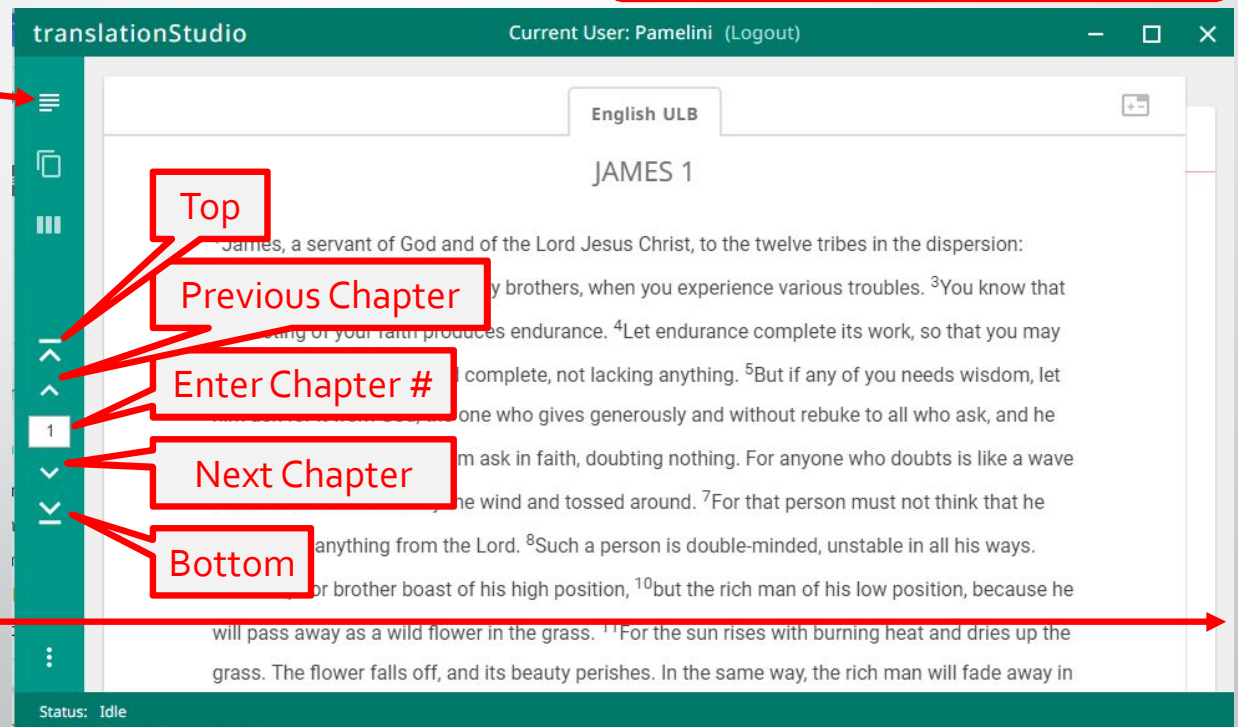 translationStudio Current User: Pamelini (Logout)
English ULB
JAMES 1
Top
James, a servant of God and of the Lord Jesus Christ, to the twelve tribes in the dispersion:
Previous Chapter
brothers, when you experience various troubles. 3You know that
of your faith produces endurance. 4Let endurance complete its work, so that you may
Enter Chapter #
complete, not lacking anything. 5But if any of you needs wisdom, let
one who gives generously and without rebuke to all who ask, and he
1
Next Chapter
ask in faith, doubting nothing. For anyone who doubts is like a wave
wind and tossed around. 7For that person must not think that he
Bottom
anything from the Lord. 8Such a person is double-minded, unstable in all his ways.
brother boast of his high position, 10but the rich man of his low position, because he
will pass away as a wild flower in the grass. 11For the sun rises with burning heat and dries up the
grass. The flower falls off, and its beauty perishes. In the same way, the rich man will fade away in
Status: Idle